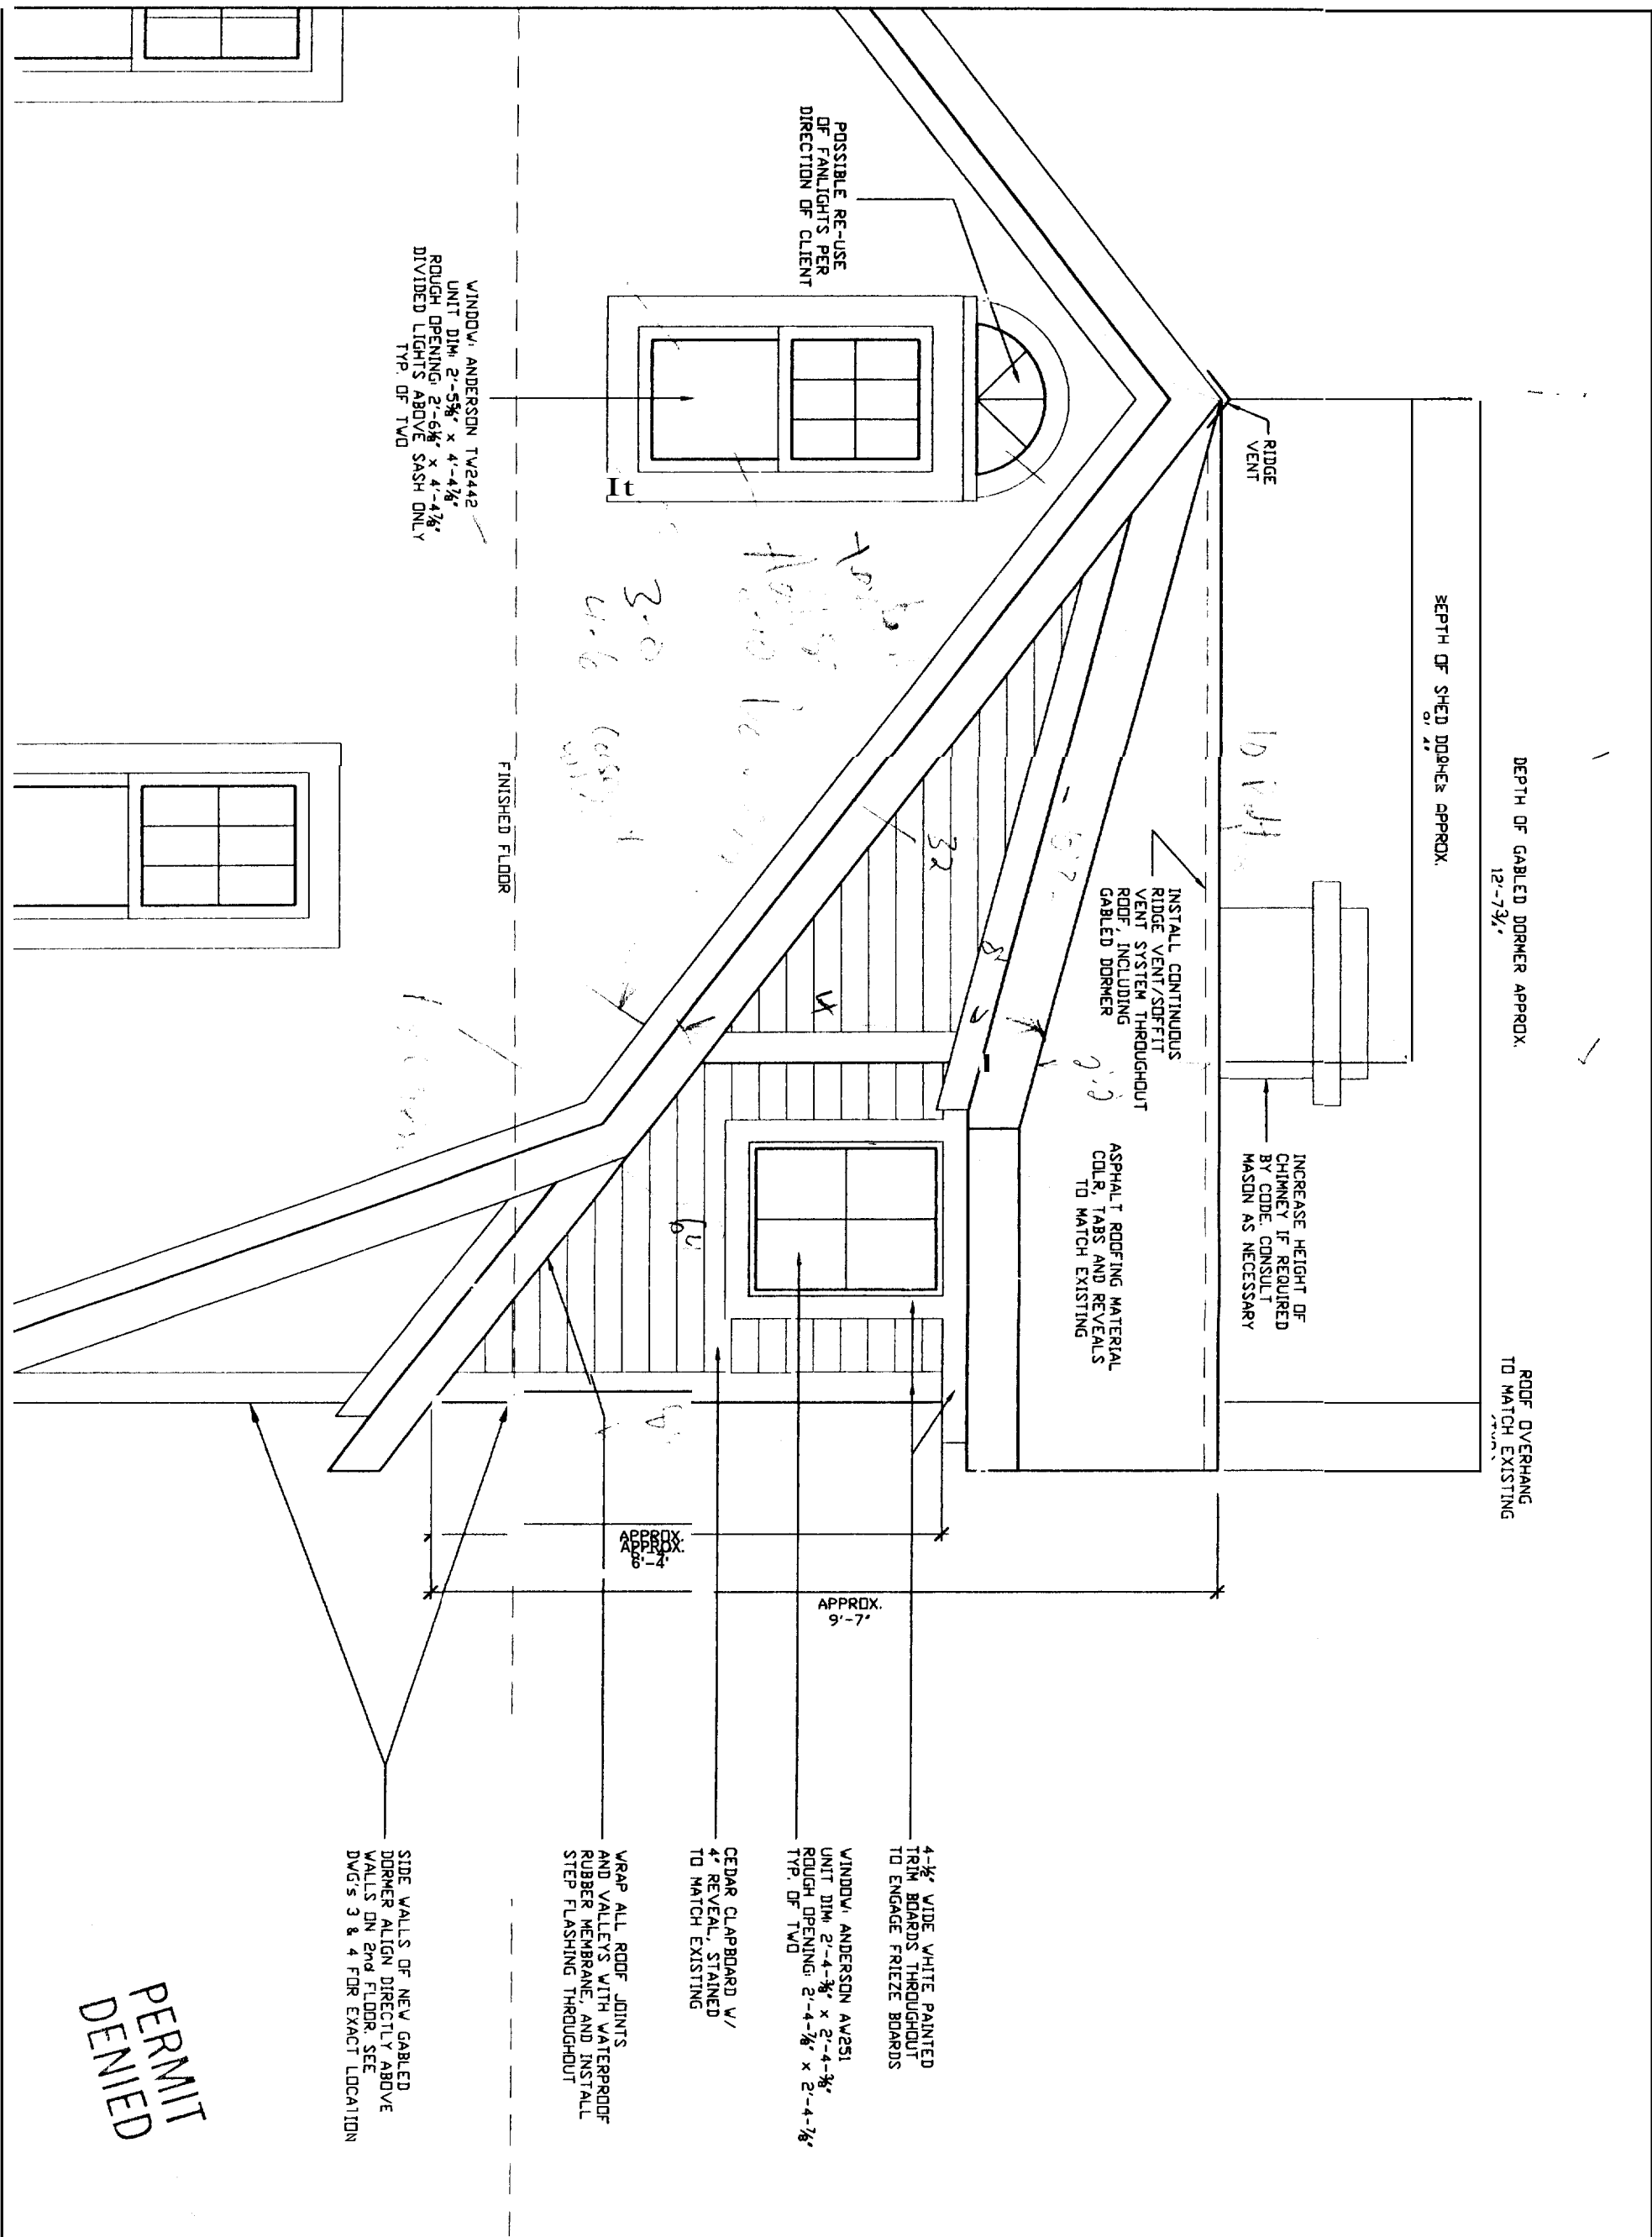 DEPTH OF GABLED DORMER APPROX.
12'-7¾"
ROOF OVERHANG
TO MATCH EXISTING
DEPTH OF SHED DORMER APPROX.
RIDGE
VENT
INCREASE HEIGHT OF
CHIMNEY IF REQUIRED
BY CODE. CONSULT
MASON AS NECESSARY
INSTALL CONTINUOUS
RIDGE VENT/SOFFIT
VENT SYSTEM THROUGHOUT
ROOF, INCLUDING
GABLED DORMER
ASPHALT ROOFING MATERIAL
COLR, TABS AND REVEALS
TO MATCH EXISTING
POSSIBLE RE-USE
OF FANLIGHTS PER
DIRECTION OF CLIENT
32
4
It
3-0
4-6
APPROX.
9'-7"
APPROX.
APPROX.
6'-4"
4-½" WIDE WHITE PAINTED
TRIM BOARDS THROUGHOUT
TO ENGAGE FRIEZE BOARDS
WINDOW: ANDERSON AW251
UNIT DIM: 2'-4-⅜" x 2'-4-⅜"
ROUGH OPENING: 2'-4-⅞" x 2'-4-⅞"
TYP. OF TWO
CEDAR CLAPBOARD W/
4" REVEAL, STAINED
TO MATCH EXISTING
WRAP ALL ROOF JOINTS
AND VALLEYS WITH WATERPROOF
RUBBER MEMBRANE, AND INSTALL
STEP FLASHING THROUGHOUT
FINISHED FLOOR
WINDOW: ANDERSON TW2442
UNIT DIM: 2'-5⅝" x 4'-4⅞"
ROUGH OPENING: 2'-6⅛" x 4'-4⅞"
DIVIDED LIGHTS ABOVE SASH ONLY
TYP. OF TWO
SIDE WALLS OF NEW GABLED
DORMER ALIGN DIRECTLY ABOVE
WALLS ON 2nd FLOOR. SEE
DWG's 3 & 4 FOR EXACT LOCATION
PERMIT
DENIED